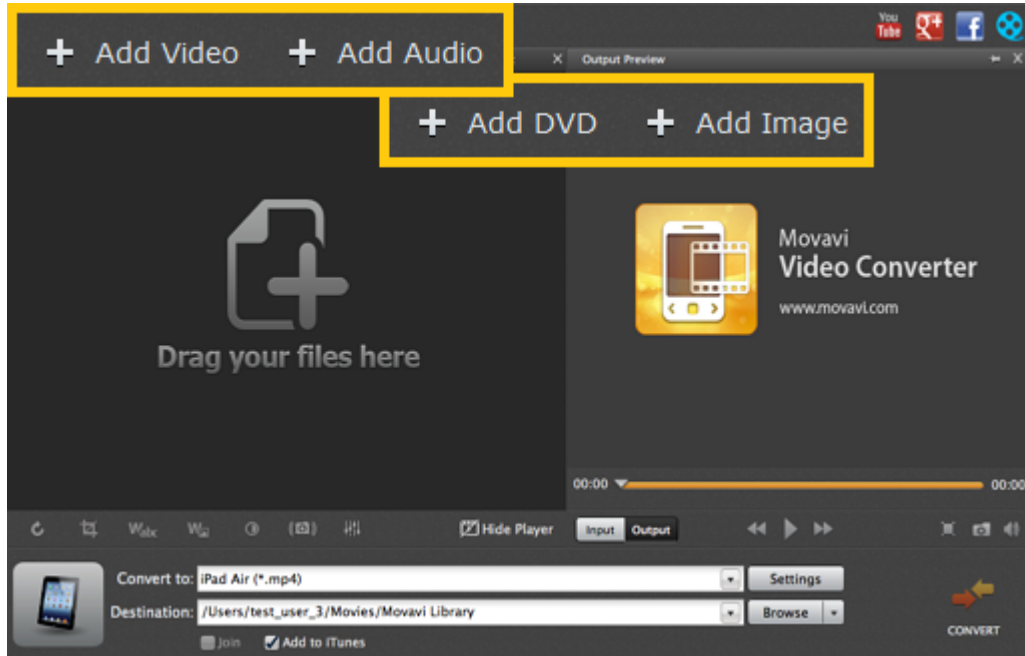 + Add Video + Add Audio
You
Tube
g+ f
× Output Preview ×
+ Add DVD + Add Image
Movavi
Video Converter
www.movavi.com
Drag your files here
00:00 00:00
Wabc W Hide Player Input Output
Convert to: iPad Air (*.mp4) Settings
Destination: /Users/test_user_3/Movies/Movavi Library Browse
Join Add to iTunes
CONVERT